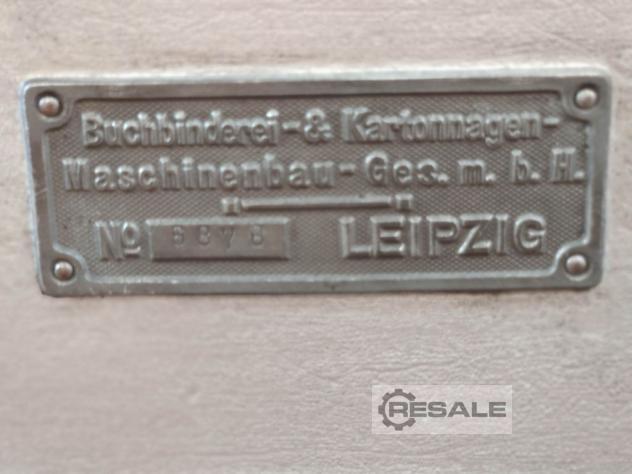 Buchbinderei-& Kartonnagen-
Maschinenbau-Ges. m. b. H.
No LEIPZIG
RESALE